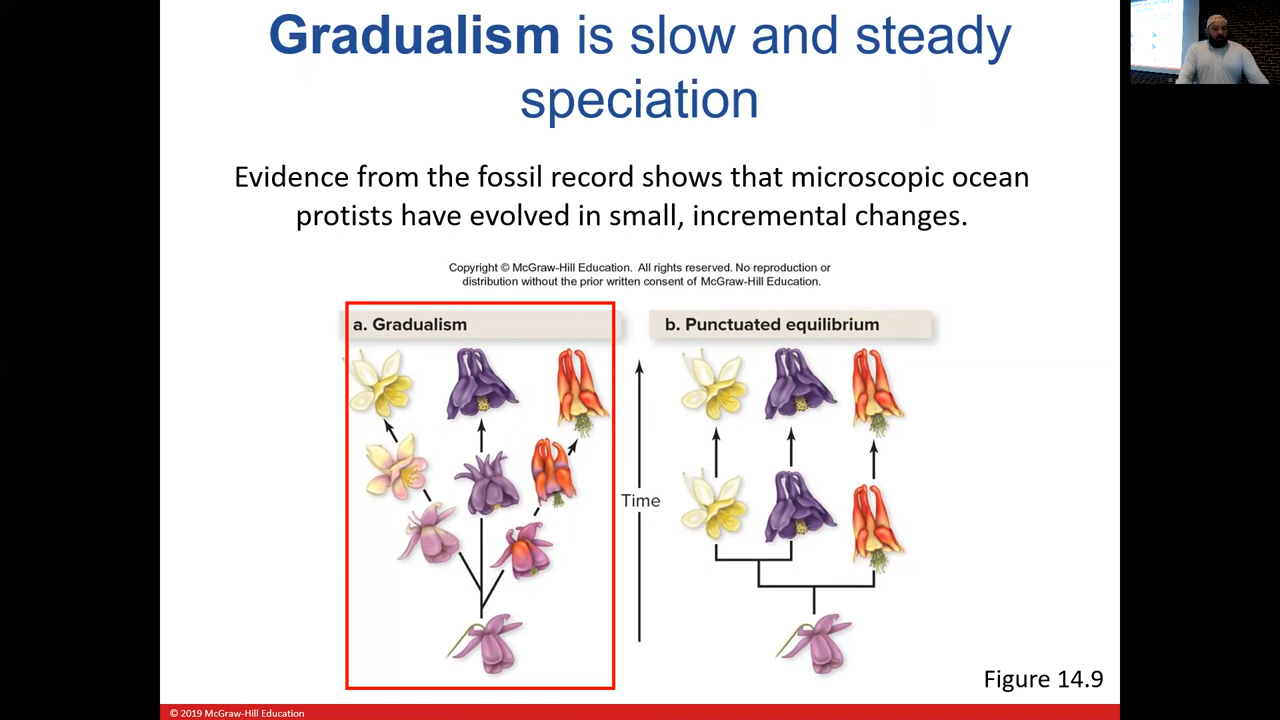 Gradualism is slow and steady
speciation
Evidence from the fossil record shows that microscopic ocean
protists have evolved in small, incremental changes.
Copyright © McGraw-Hill Education. All rights reserved. No reproduction or
distribution without the prior written consent of McGraw-Hill Education.
a. Gradualism
b. Punctuated equilibrium
Time
Figure 14.9
© 2019 McGraw-Hill Education